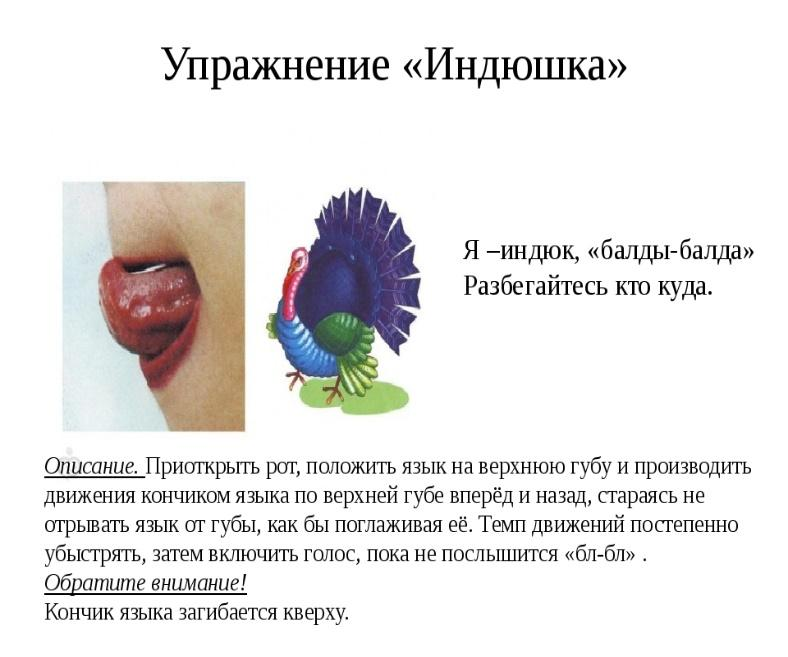 Упражнение «Индюшка»
Я –индюк, «балды-балда»
Разбегайтесь кто куда.
Описание. Приоткрыть рот, положить язык на верхнюю губу и производить
движения кончиком языка по верхней губе вперёд и назад, стараясь не
отрывать язык от губы, как бы поглаживая её. Темп движений постепенно
убыстрять, затем включить голос, пока не послышится «бл-бл» .
Обратите внимание!
Кончик языка загибается кверху.